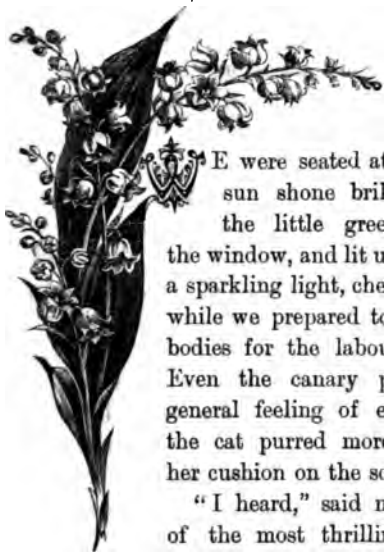 WE were seated at
sun shone bril
the little gree
the window, and lit u
a sparkling light, che
while we prepared to
bodies for the labou
Even the canary p
general feeling of e
the cat purred more
her cushion on the so
"I heard," said m
of the most thrillin